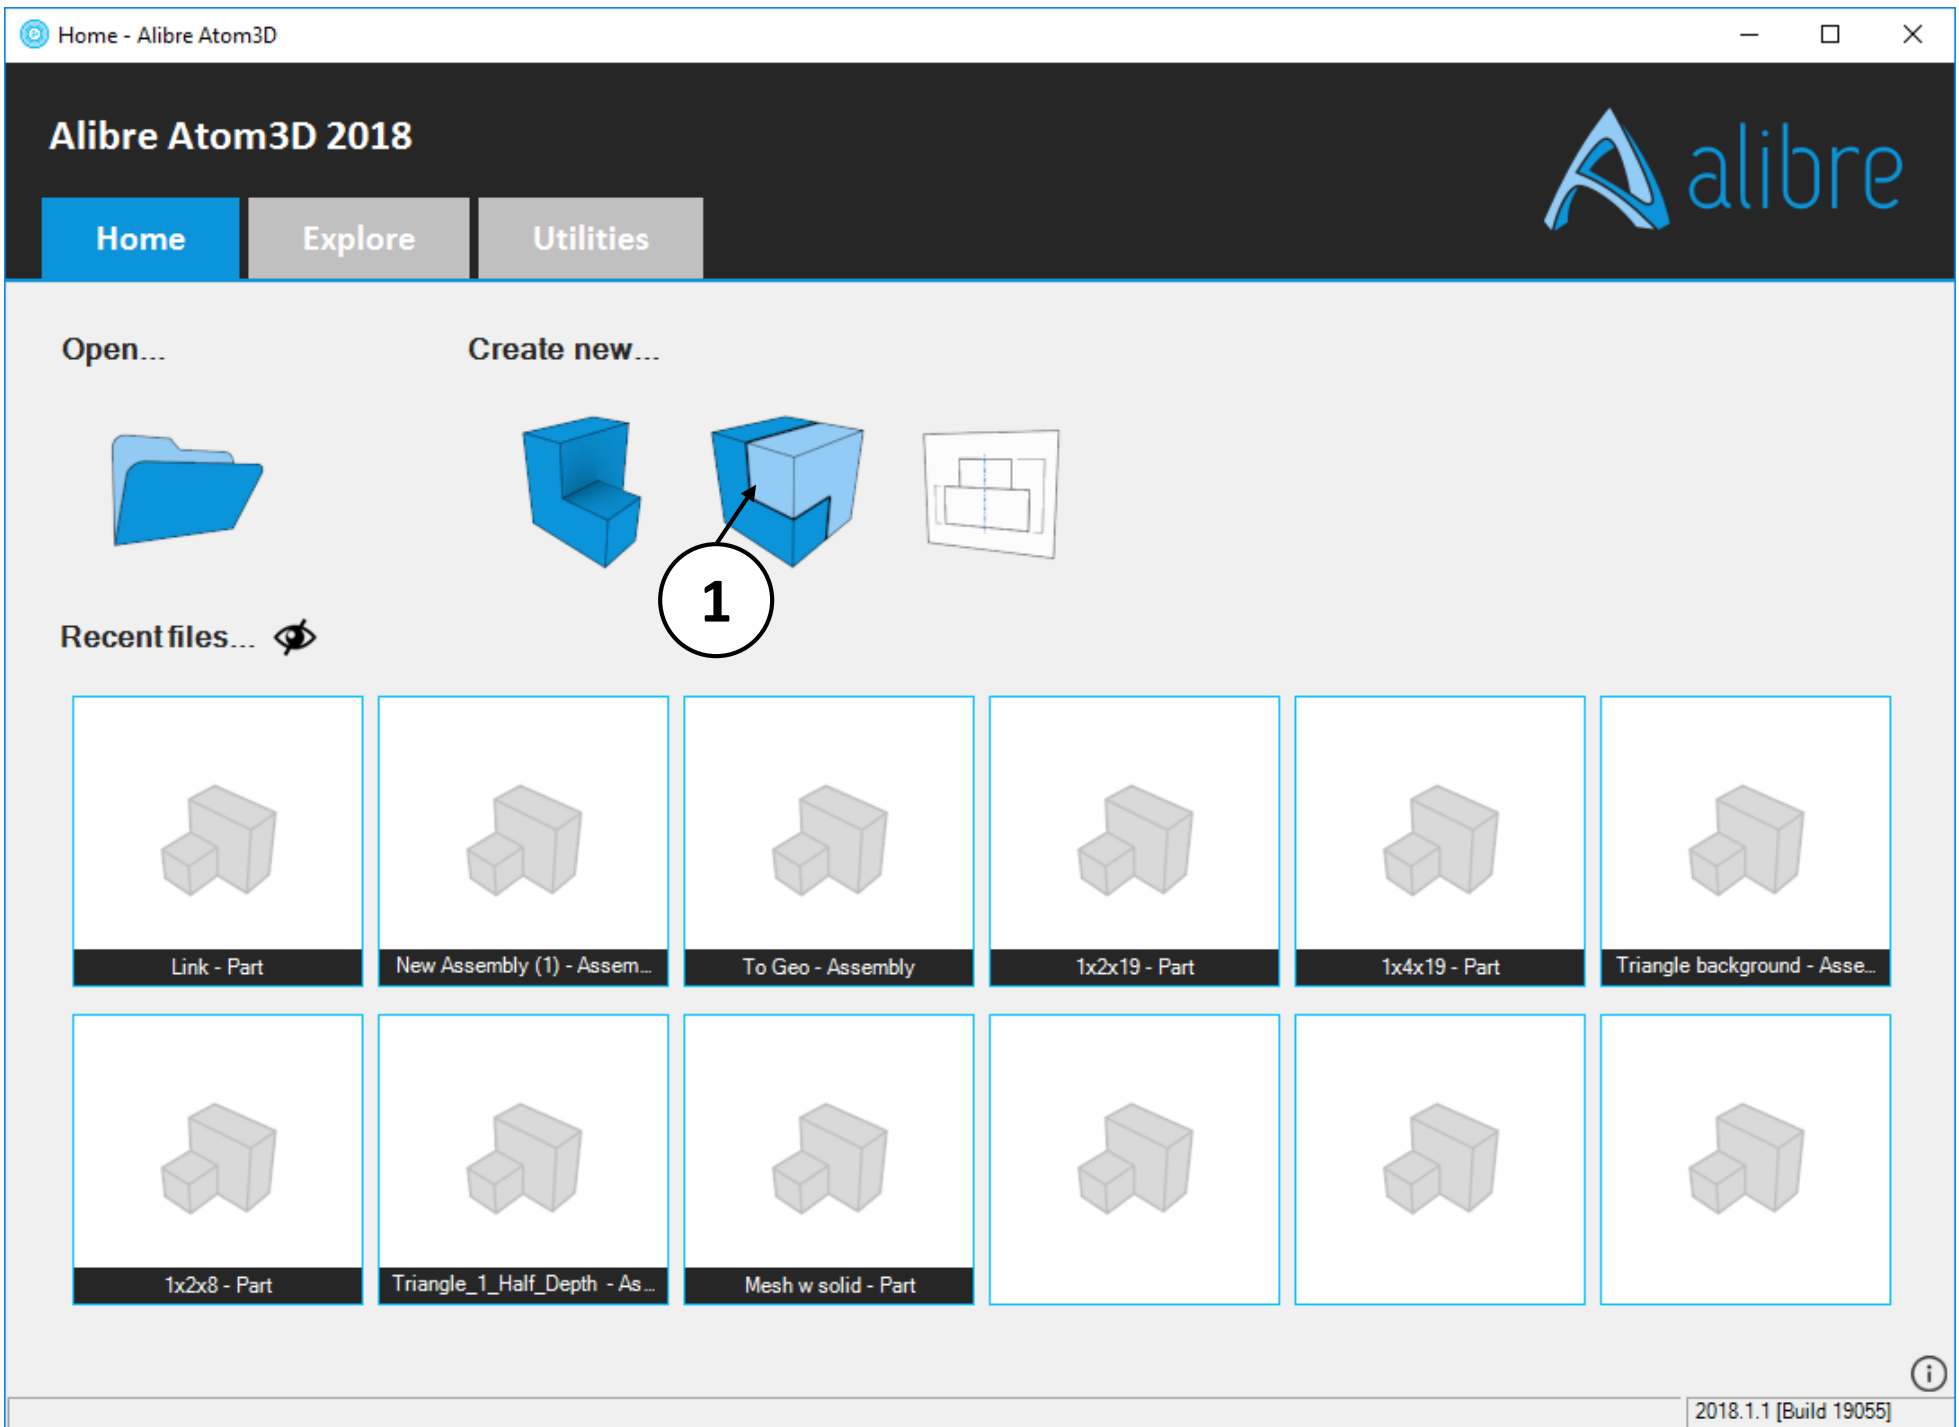 Home - Alibre Atom3D
Alibre Atom3D 2018
alibre
Home Explore Utilities
Open... Create new...
1
Recent files...
Link - Part New Assembly (1) - Assem... To Geo - Assembly 1x2x19 - Part 1x4x19 - Part Triangle background - Asse...
1x2x8 - Part Triangle_1_Half_Depth - As... Mesh w solid - Part
2018.1.1 [Build 19055]